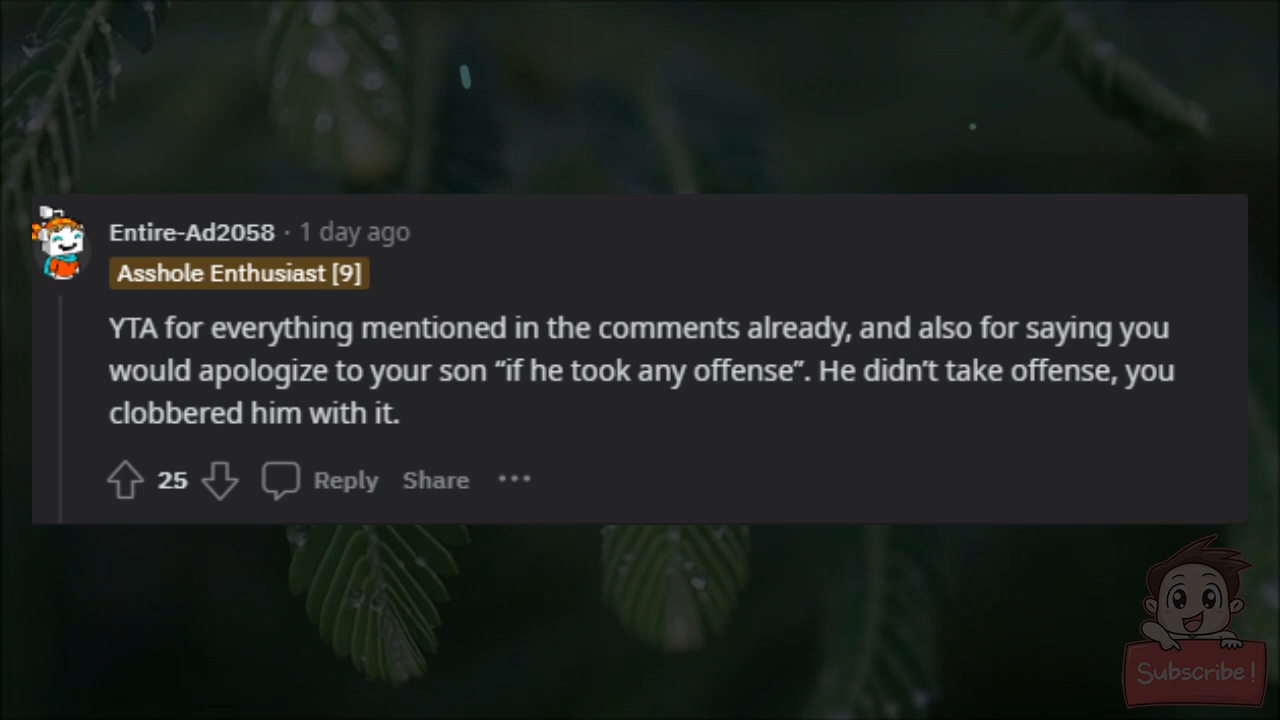 Entire-Ad2058 · 1 day ago
Asshole Enthusiast [9]
YTA for everything mentioned in the comments already, and also for saying you
would apologize to your son “if he took any offense”. He didn’t take offense, you
clobbered him with it.
25 Reply Share ···
Subscribe!